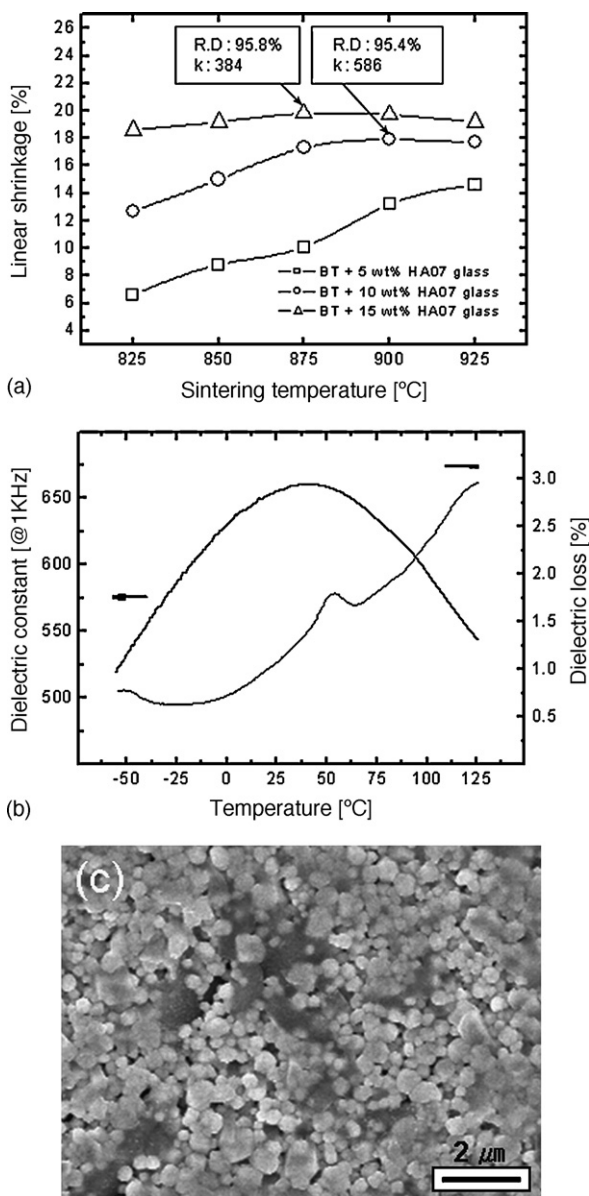 R.D : 95.8%
k : 384
R.D : 95.4%
k : 586
Linear shrinkage [%]
26
24
22
20
18
16
14
12
10
8
6
4
BT + 5 wt% HA07 glass
BT + 10 wt% HA07 glass
BT + 15 wt% HA07 glass
825 850 875 900 925
(a)
Sintering temperature [ºC]
Dielectric constant [@1KHz]
650
600
550
500
3.0
2.5
2.0
1.5
1.0
0.5
Dielectric loss [%]
-50 -25 0 25 50 75 100 125
(b)
Temperature [ºC]
(c)
2 ㎛